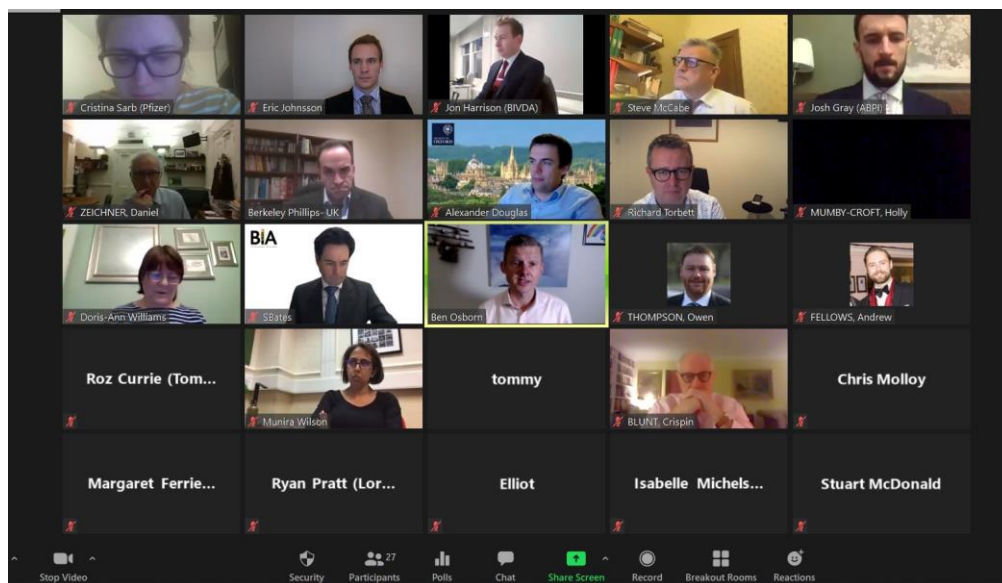 Cristina Sarb (Pfizer)
Eric Johnsson
Jon Harrison (BIVDA)
Steve McCabe
Josh Gray (ABPI)
ZEICHNER, Daniel
Berkeley Phillips- UK
OXFORD
Alexander Douglas
Richard Torbett
MUMBY-CROFT, Holly
Doris-Ann Williams
BIA
SBates
Ben Osborn
THOMPSON, Owen
FELLOWS, Andrew
Roz Currie (Tom...
Munira Wilson
tommy
BLUNT, Crispin
Chris Molloy
Margaret Ferrie...
Ryan Pratt (Lor...
Elliot
Isabelle Michels...
Stuart McDonald
Stop Video
Security
Participants
27
Polls
Chat
Share Screen
Record
Breakout Rooms
Reactions